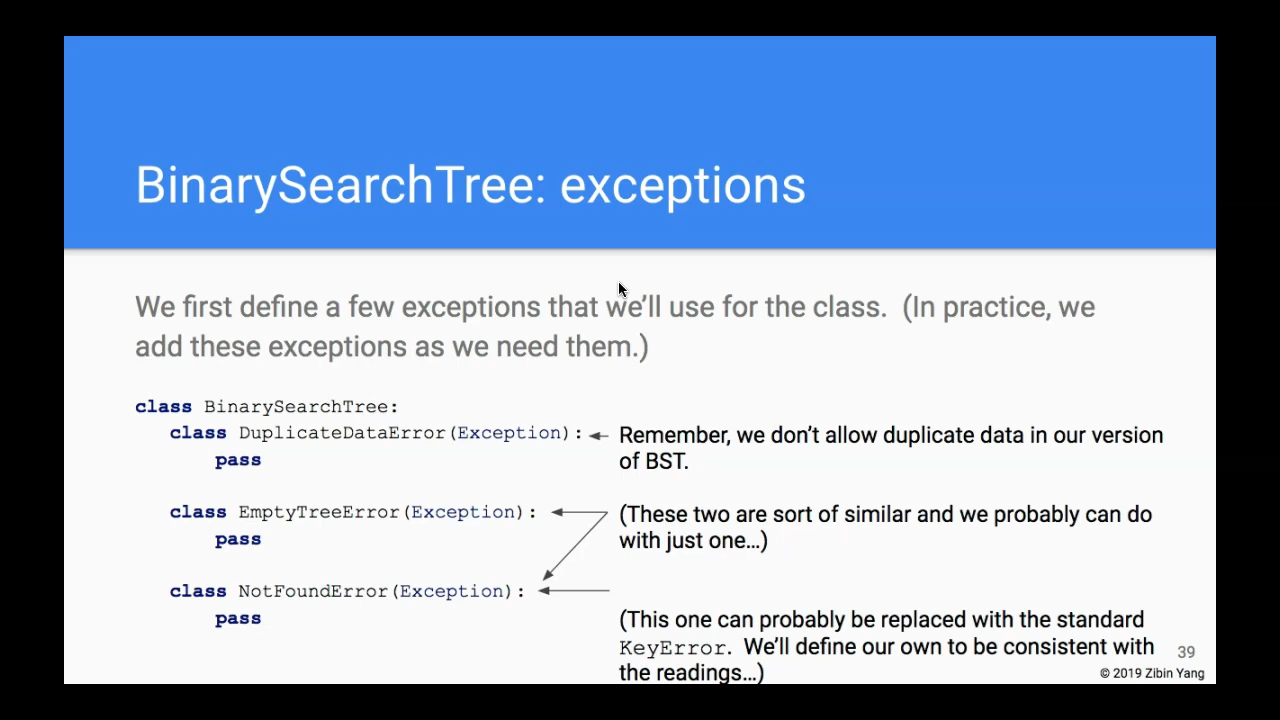 BinarySearchTree: exceptions
We first define a few exceptions that we'll use for the class. (In practice, we
add these exceptions as we need them.)
class BinarySearchTree:
class DuplicateDataError(Exception):
pass
Remember, we don't allow duplicate data in our version
of BST.
class EmptyTreeError(Exception):
pass
(These two are sort of similar and we probably can do
with just one…)
class NotFoundError(Exception):
pass
(This one can probably be replaced with the standard
KeyError. We'll define our own to be consistent with
the readings…)
39
© 2019 Zibin Yang